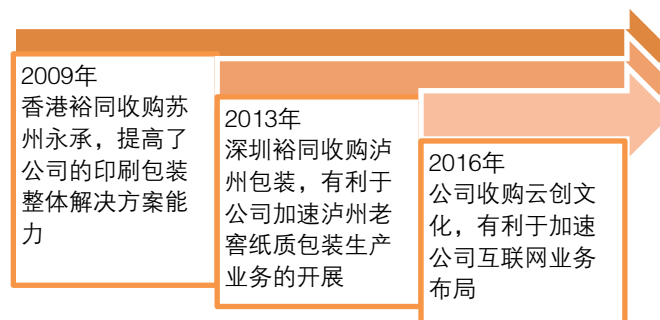 2009年
香港裕同收购苏
州永承，提高了
公司的印刷包装
整体解决方案能
力
2013年
深圳裕同收购泸
州包装，有利于
公司加速泸州老
窖纸质包装生产
业务的开展
2016年
公司收购云创文
化，有利于加速
公司互联网业务
布局